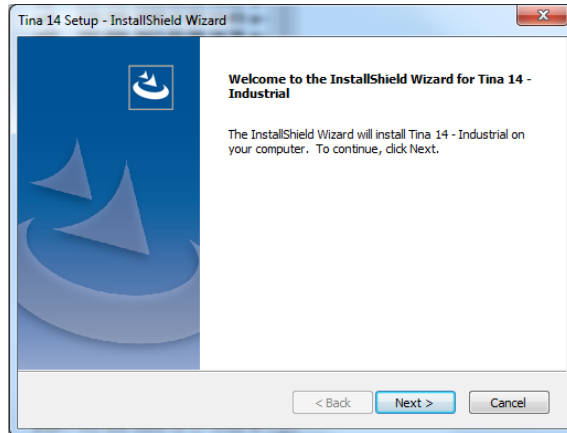 Tina 14 Setup - InstallShield Wizard
Welcome to the InstallShield Wizard for Tina 14 -
Industrial
The InstallShield Wizard will install Tina 14 - Industrial on
your computer. To continue, click Next.
< Back
Next >
Cancel